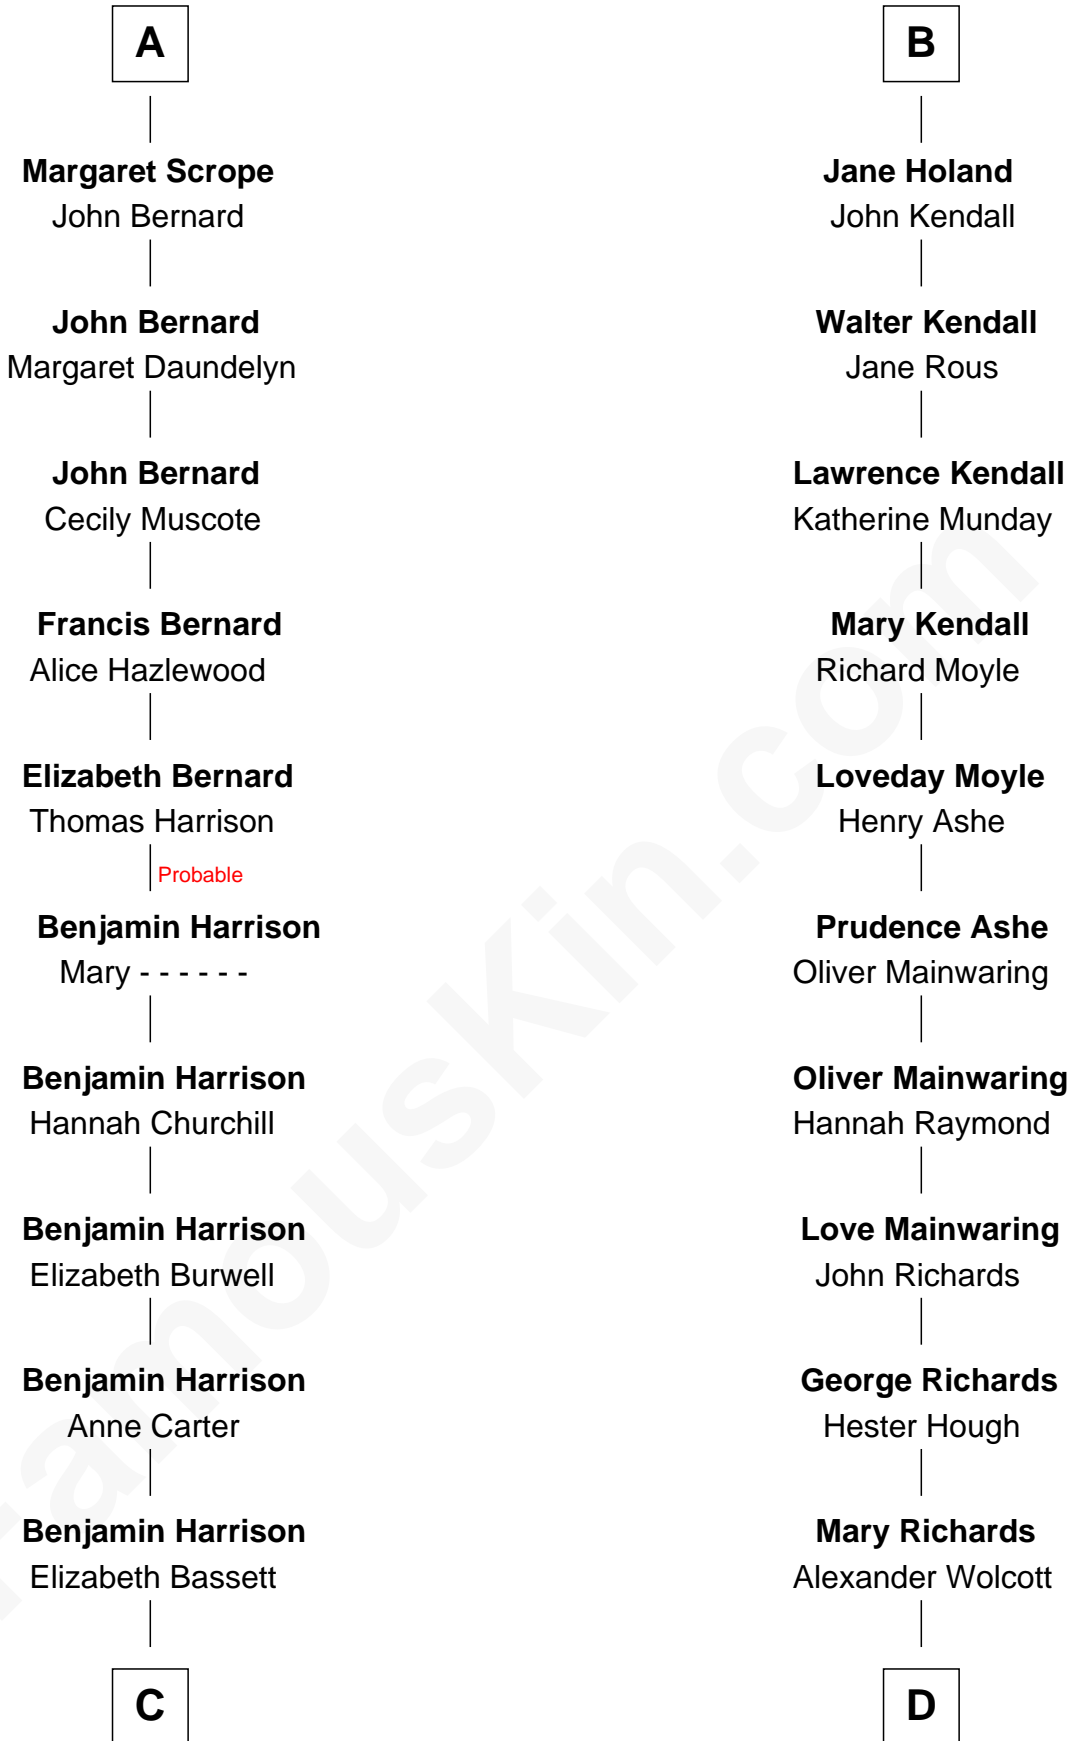 A
Margaret Scrope
John Bernard
John Bernard
Margaret Daundelyn
John Bernard
Cecily Muscote
Francis Bernard
Alice Hazlewood
Elizabeth Bernard
Thomas Harrison
Probable
Benjamin Harrison
Mary - - - - - -
Benjamin Harrison
Hannah Churchill
Benjamin Harrison
Elizabeth Burwell
Benjamin Harrison
Anne Carter
Benjamin Harrison
Elizabeth Bassett
C
B
Jane Holand
John Kendall
Walter Kendall
Jane Rous
Lawrence Kendall
Katherine Munday
Mary Kendall
Richard Moyle
Loveday Moyle
Henry Ashe
Prudence Ashe
Oliver Mainwaring
Oliver Mainwaring
Hannah Raymond
Love Mainwaring
John Richards
George Richards
Hester Hough
Mary Richards
Alexander Wolcott
D
FamousKin.com